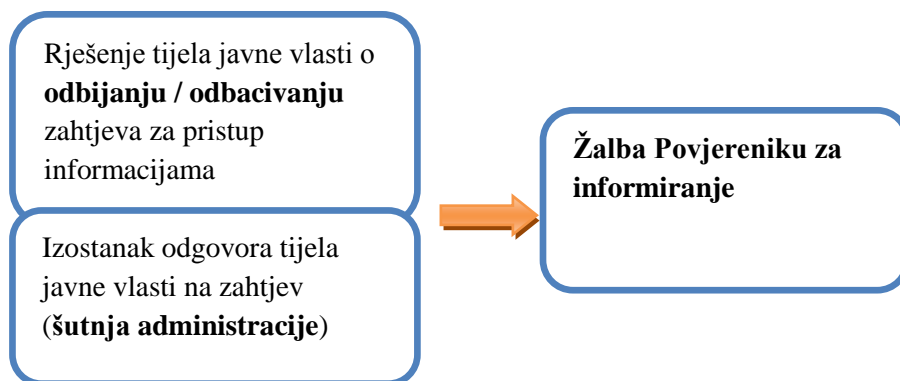 Rješenje tijela javne vlasti o
odbijanju / odbacivanju
zahtjeva za pristup
informacijama
Izostanak odgovora tijela
javne vlasti na zahtjev
(šutnja administracije)
Žalba Povjereniku za
informiranje